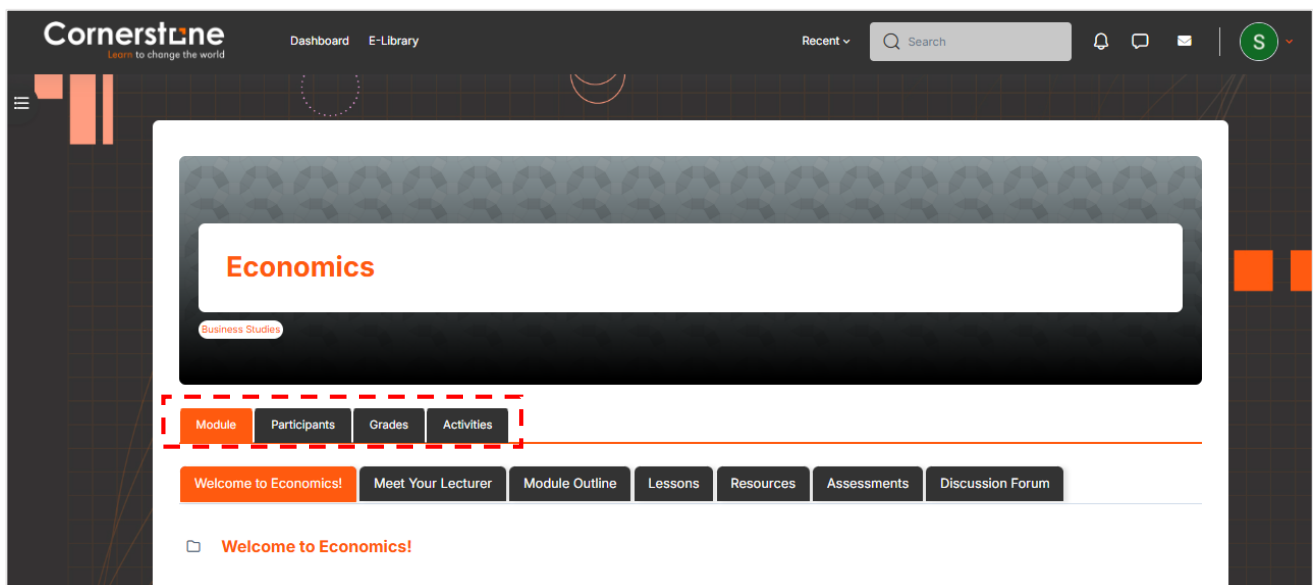 Cornerstone
Learn to change the world
Dashboard E-Library Recent Search S
Economics
Business Studies
Module Participants Grades Activities
Welcome to Economics! Meet Your Lecturer Module Outline Lessons Resources Assessments Discussion Forum
Welcome to Economics!